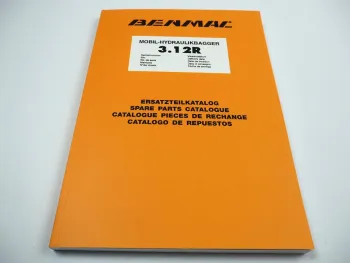 BENMAC
MOBIL-HYDRAULIKBAGGER
3.12R
ERSATZTEILKATALOG
SPARE PARTS CATALOGUE
CATALOGUE PIECES DE RECHANGE
CATALOGO DE REPUESTOS